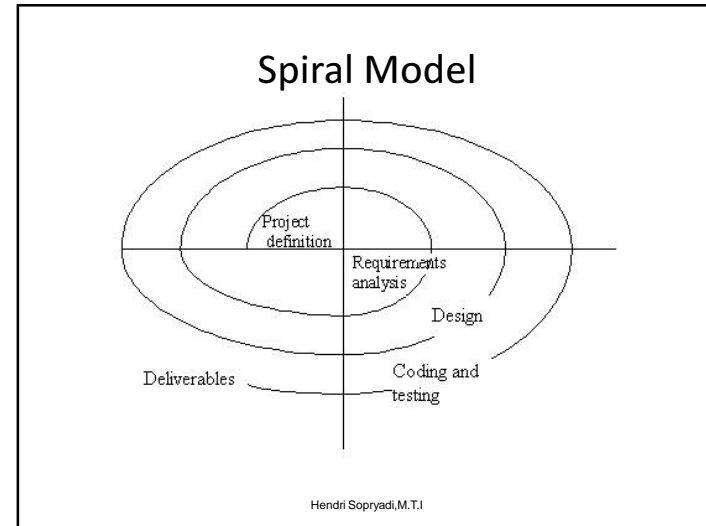 Spiral Model
Project
definition
Requirements
analysis
Design
Coding and
testing
Deliverables
Hendri Sopryadi,M.T.I